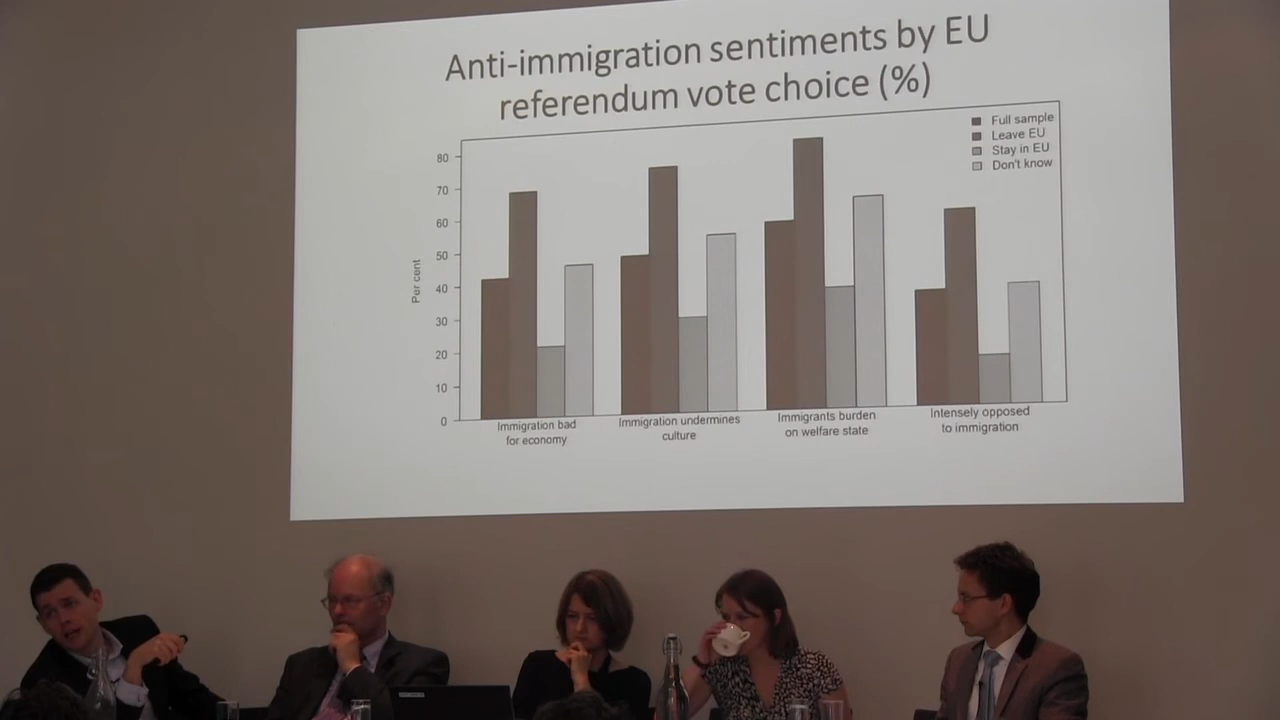 Anti-immigration sentiments by EU
referendum vote choice (%)
Full sample
Leave EU
Stay in EU
Don't know
80
70
60
50
40
30
20
10
0
Per cent
Immigration bad
for economy
Immigration undermines
culture
Immigrants burden
on welfare state
Intensely opposed
to immigration